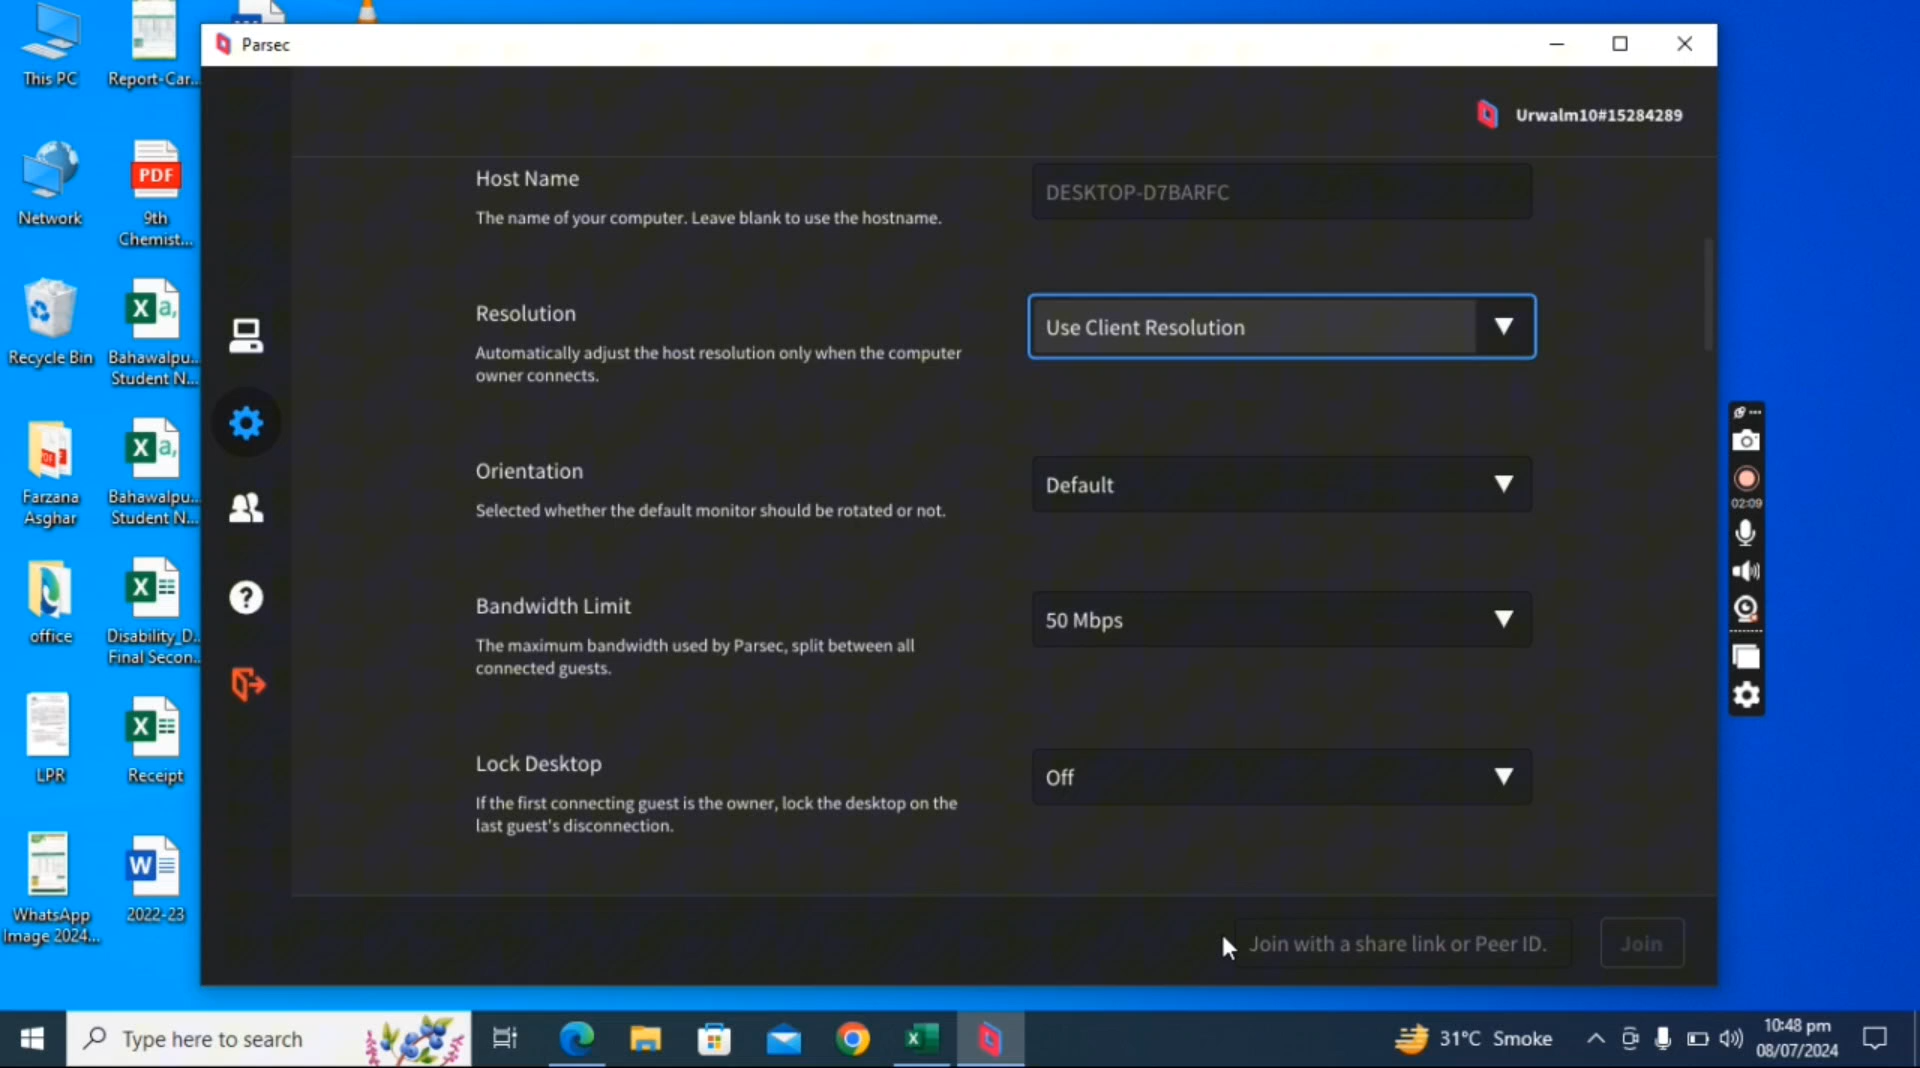 Parsec
Urwalm10#15284289
Host Name
The name of your computer. Leave blank to use the hostname.
DESKTOP-D7BARFC
Resolution
Automatically adjust the host resolution only when the computer
owner connects.
Use Client Resolution
Orientation
Selected whether the default monitor should be rotated or not.
Default
Bandwidth Limit
The maximum bandwidth used by Parsec, split between all
connected guests.
50 Mbps
Lock Desktop
If the first connecting guest is the owner, lock the desktop on the
last guest's disconnection.
Off
Join with a share link or Peer ID.
Join
This PC
Report-Car...
Network
PDF
9th
Chemist...
Recycle Bin
Bahawalpu...
Student N...
Farzana
Asghar
Bahawalpu...
Student N...
office
Disability_D...
Final Secon...
LPR
Receipt
WhatsApp
Image 2024...
2022-23
02:09
Type here to search
31°C Smoke
10:48 pm
08/07/2024